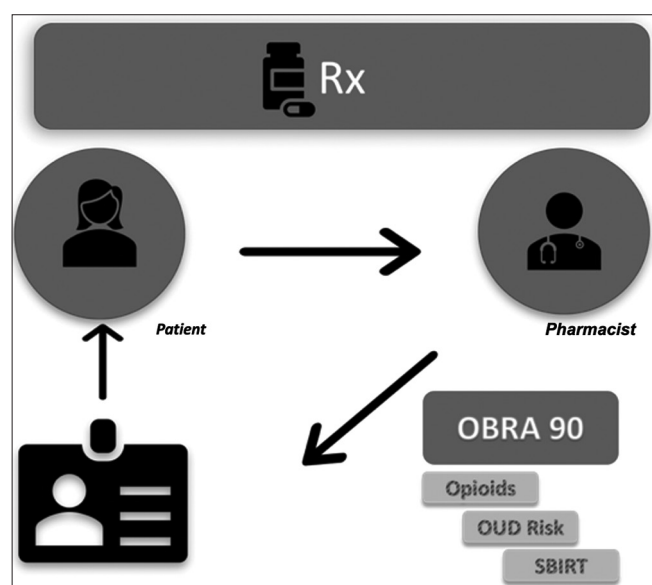 Rx
Patient
Pharmacist
OBRA 90
Opioids
OUD Risk
SBIRT